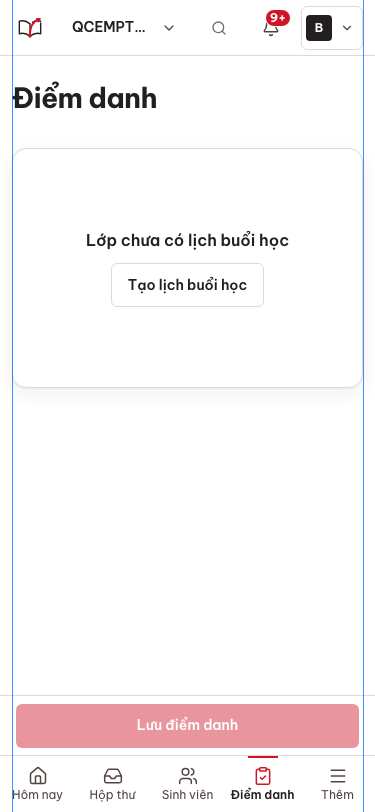 QCEMPT...
9+
B
Điểm danh
Lớp chưa có lịch buổi học
Tạo lịch buổi học
Lưu điểm danh
Hôm nay
Hộp thư
Sinh viên
Điểm danh
Thêm